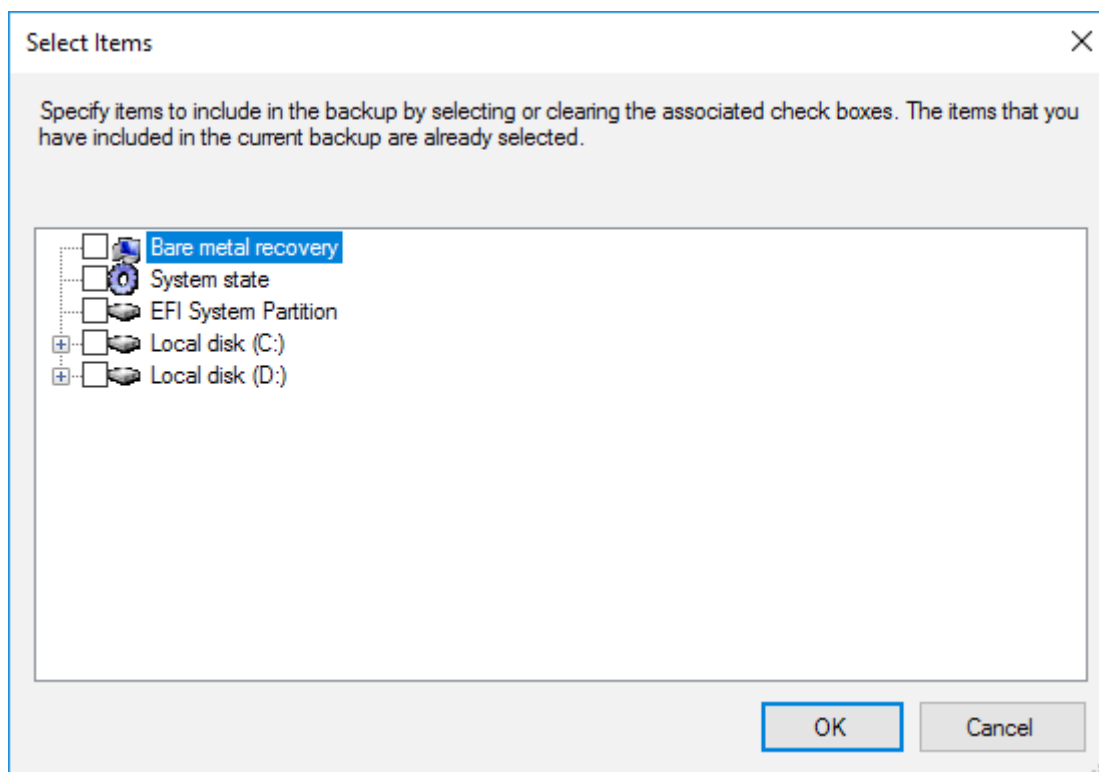 Select Items
Specify items to include in the backup by selecting or clearing the associated check boxes. The items that you
have included in the current backup are already selected.
Bare metal recovery
System state
EFI System Partition
Local disk (C:)
Local disk (D:)
OK
Cancel